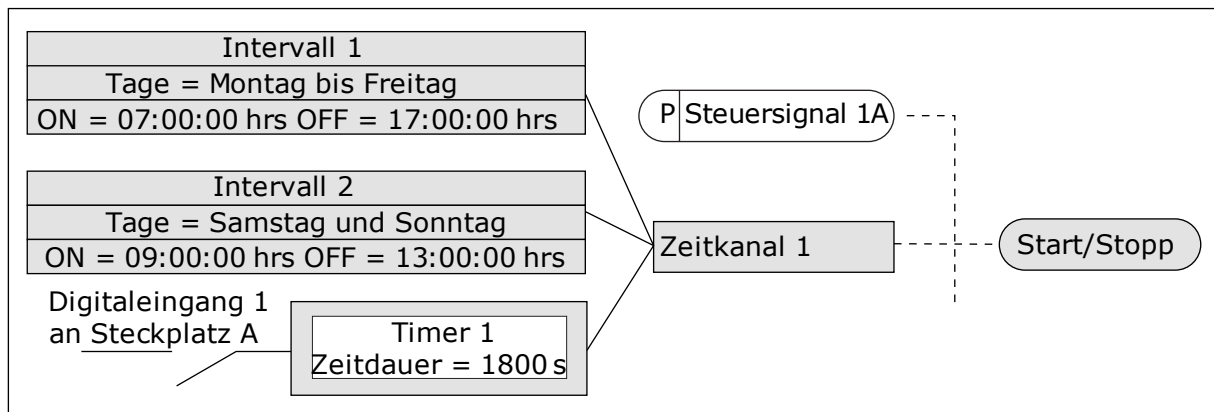 Intervall 1
Tage = Montag bis Freitag
ON = 07:00:00 hrs OFF = 17:00:00 hrs
P Steuersignal 1A
Intervall 2
Tage = Samstag und Sonntag
ON = 09:00:00 hrs OFF = 13:00:00 hrs
Zeitkanal 1
Start/Stopp
Digitaleingang 1
an Steckplatz A
Timer 1
Zeitdauer = 1800 s